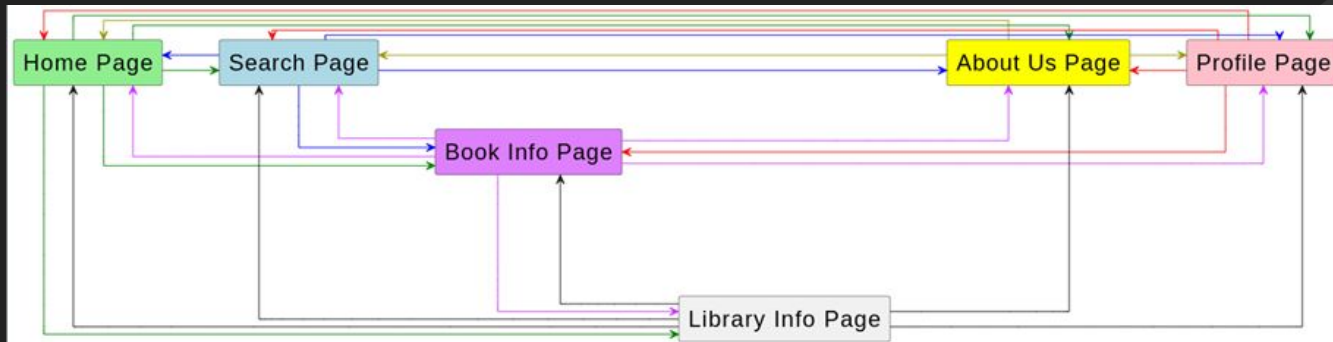 Home Page
Search Page
About Us Page
Profile Page
Book Info Page
Library Info Page